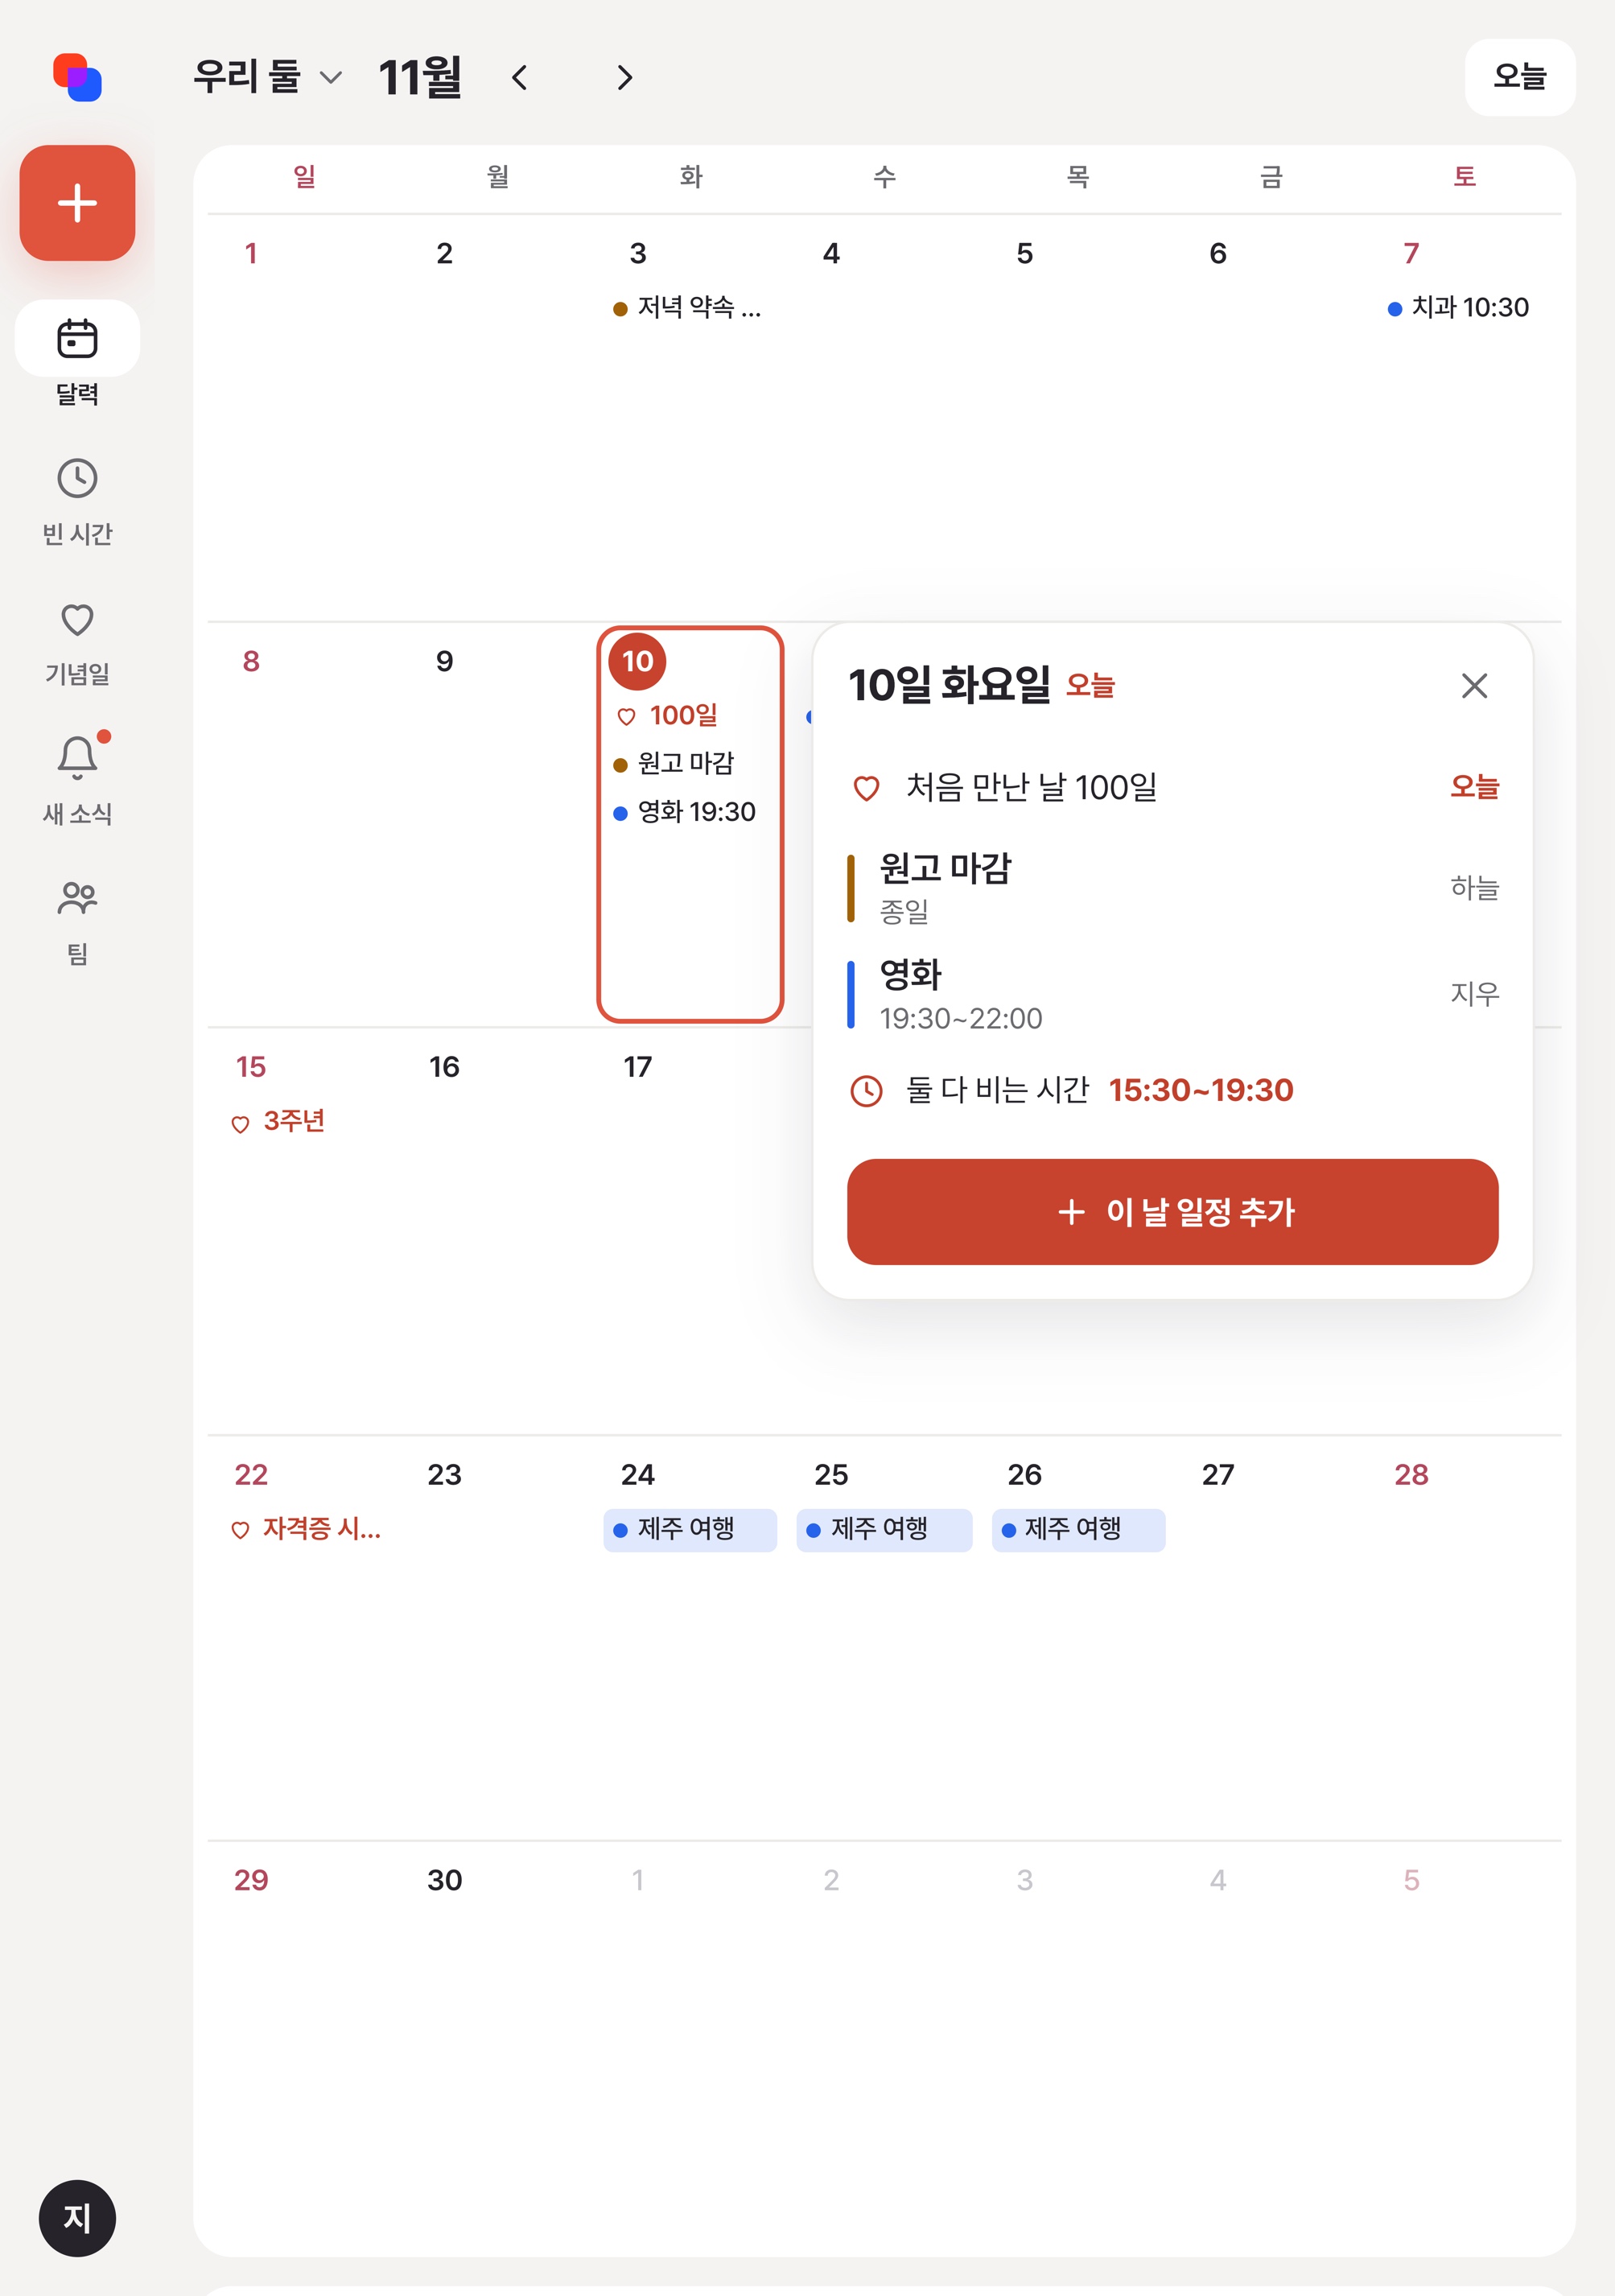 우리 둘 11월 오늘
일 월 화 수 목 금 토
1 2 3 4 5 6 7
저녁 약속 ... 치과 10:30
달력
빈 시간
기념일
새 소식
팀
8 9 10
100일
원고 마감
영화 19:30
10일 화요일 오늘
처음 만난 날 100일 오늘
원고 마감
종일
하늘
영화
19:30~22:00
지우
둘 다 비는 시간 15:30~19:30
이 날 일정 추가
15 16 17
3주년
22 23 24 25 26 27 28
자격증 시... 제주 여행 제주 여행 제주 여행
29 30 1 2 3 4 5
지